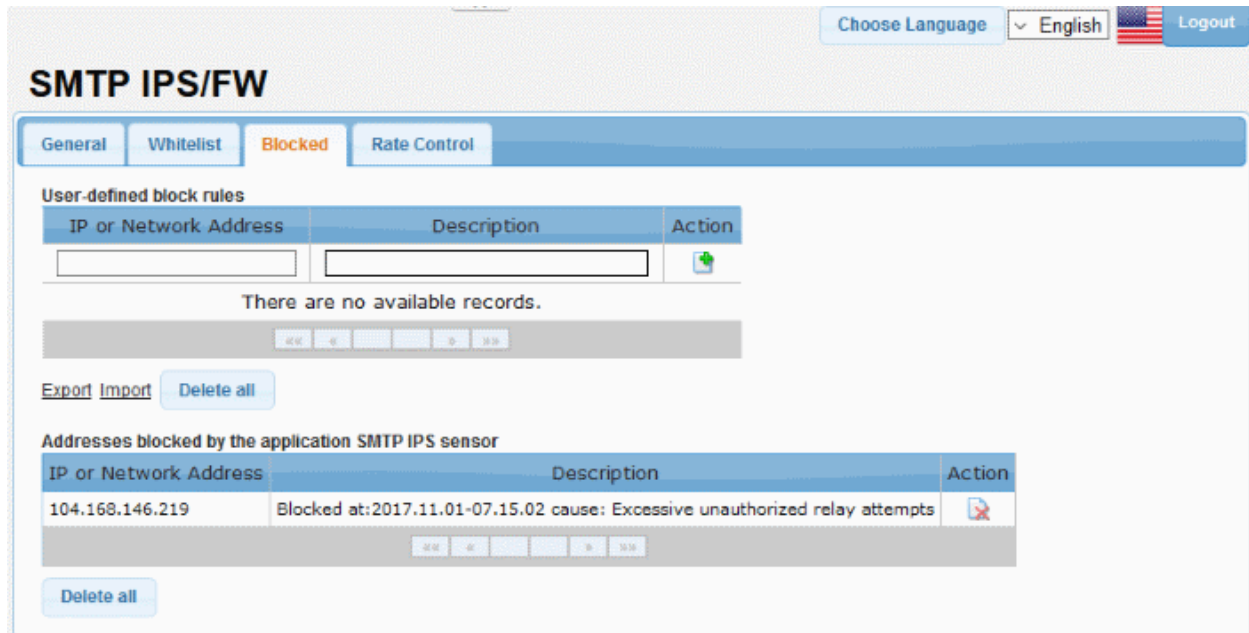 Choose Language English Logout
SMTP IPS/FW
General Whitelist Blocked Rate Control
User-defined block rules
IP or Network Address Description Action
There are no available records.
«« « » »»
Export Import Delete all
Addresses blocked by the application SMTP IPS sensor
IP or Network Address Description Action
104.168.146.219 Blocked at:2017.11.01-07.15.02 cause: Excessive unauthorized relay attempts
«« « » »»
Delete all